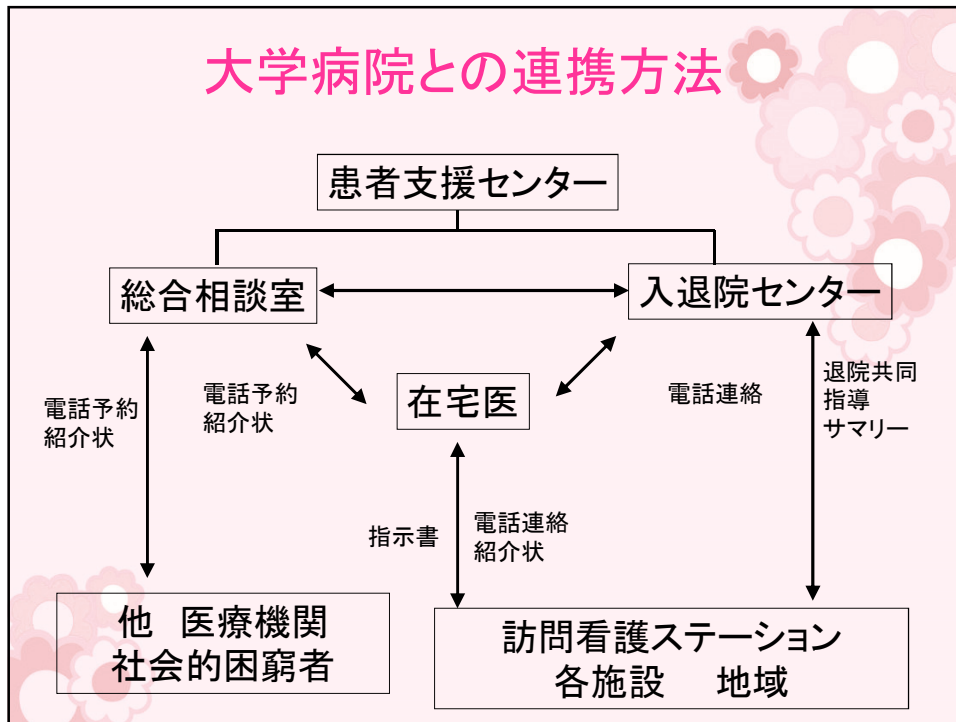 大学病院との連携方法
患者支援センター
総合相談室
入退院センター
電話予約
紹介状
電話予約
紹介状
在宅医
電話連絡
退院共同
指導
サマリー
指示書
電話連絡
紹介状
他　医療機関
社会的困窮者
訪問看護ステーション
各施設　　地域